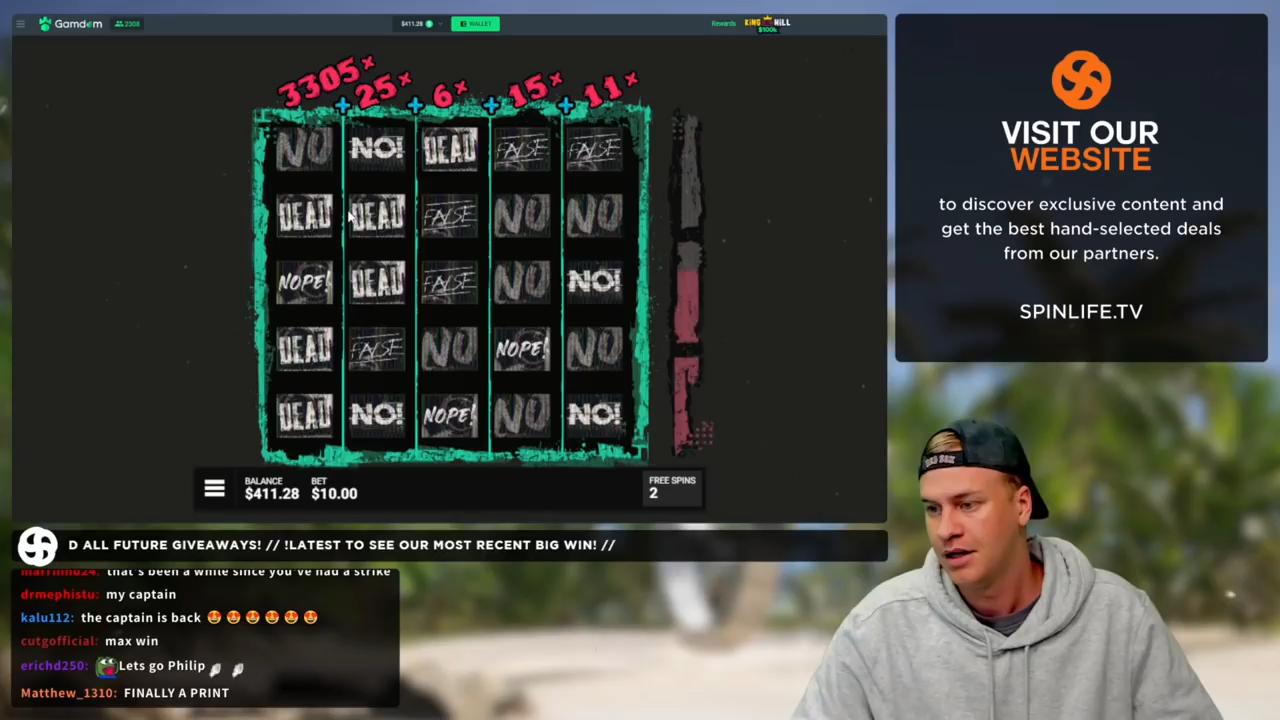 Gamdom
2308
$411.28
WALLET
Rewards
KING HILL
$100k
3305× + 25× + 6× + 15× + 11×
NO NO! DEAD FALSE FALSE
DEAD DEAD FALSE NO NO
NOPE! DEAD FALSE NO NO!
DEAD FALSE NO NOPE! NO
DEAD NO! NOPE! NO NO!
BALANCE
$411.28
BET
$10.00
FREE SPINS
2
VISIT OUR
WEBSITE
to discover exclusive content and
get the best hand-selected deals
from our partners.
SPINLIFE.TV
D ALL FUTURE GIVEAWAYS! // !LATEST TO SEE OUR MOST RECENT BIG WIN! //
that's been a while since you've had a strike
drmephistu: my captain
kalu112: the captain is back 🤩 🤩 🤩 🤩 🤩 🤩
cutgofficial: max win
erichd250: Lets go Philip
Matthew_1310: FINALLY A PRINT